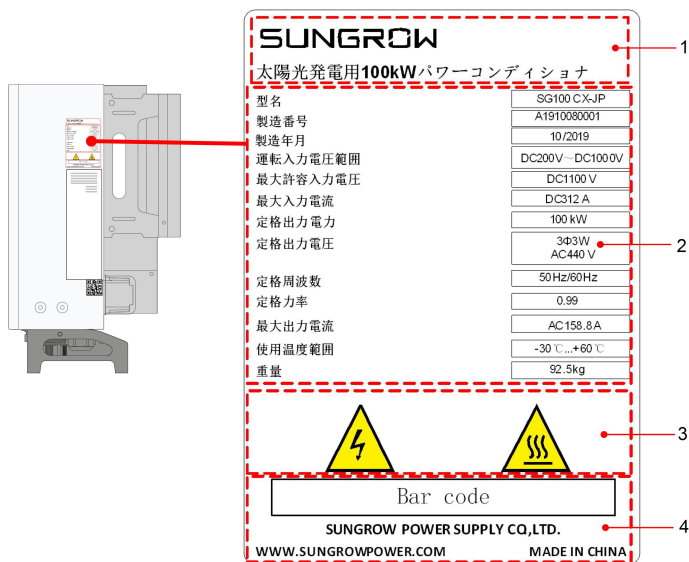 SUNGROW
太陽光発電用100kWパワーコンディショナ
型名 SG100 CX-JP
製造番号 A1910080001
製造年月 10/2019
運転入力電圧範囲 DC200V～DC1000V
最大許容入力電圧 DC1100 V
最大入力電流 DC312 A
定格出力電力 100 kW
定格出力電圧 3Φ3W
AC440 V
定格周波数 50Hz/60Hz
定格力率 0.99
最大出力電流 AC158.8A
使用温度範囲 -30℃...+60℃
重量 92.5kg
Bar code
SUNGROW POWER SUPPLY CO,LTD.
WWW.SUNGROWPOWER.COM MADE IN CHINA
1
2
3
4